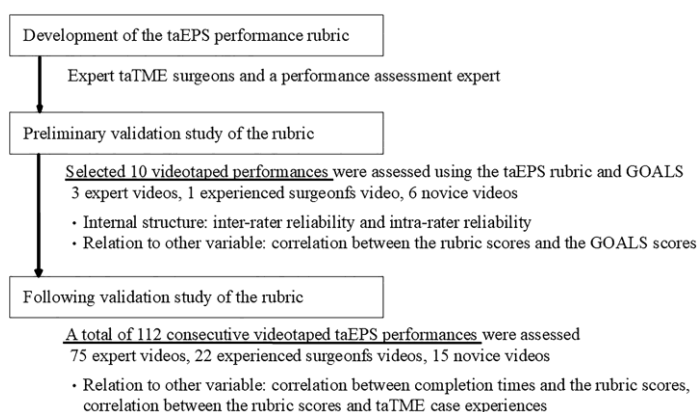 Development of the taEPS performance rubric
Expert taTME surgeons and a performance assessment expert
Preliminary validation study of the rubric
Selected 10 videotaped performances were assessed using the taEPS rubric and GOALS
3 expert videos, 1 experienced surgeonfs video, 6 novice videos
・Internal structure: inter-rater reliability and intra-rater reliability
・Relation to other variable: correlation between the rubric scores and the GOALS scores
Following validation study of the rubric
A total of 112 consecutive videotaped taEPS performances were assessed
75 expert videos, 22 experienced surgeonfs videos, 15 novice videos
・Relation to other variable: correlation between completion times and the rubric scores,
correlation between the rubric scores and taTME case experiences